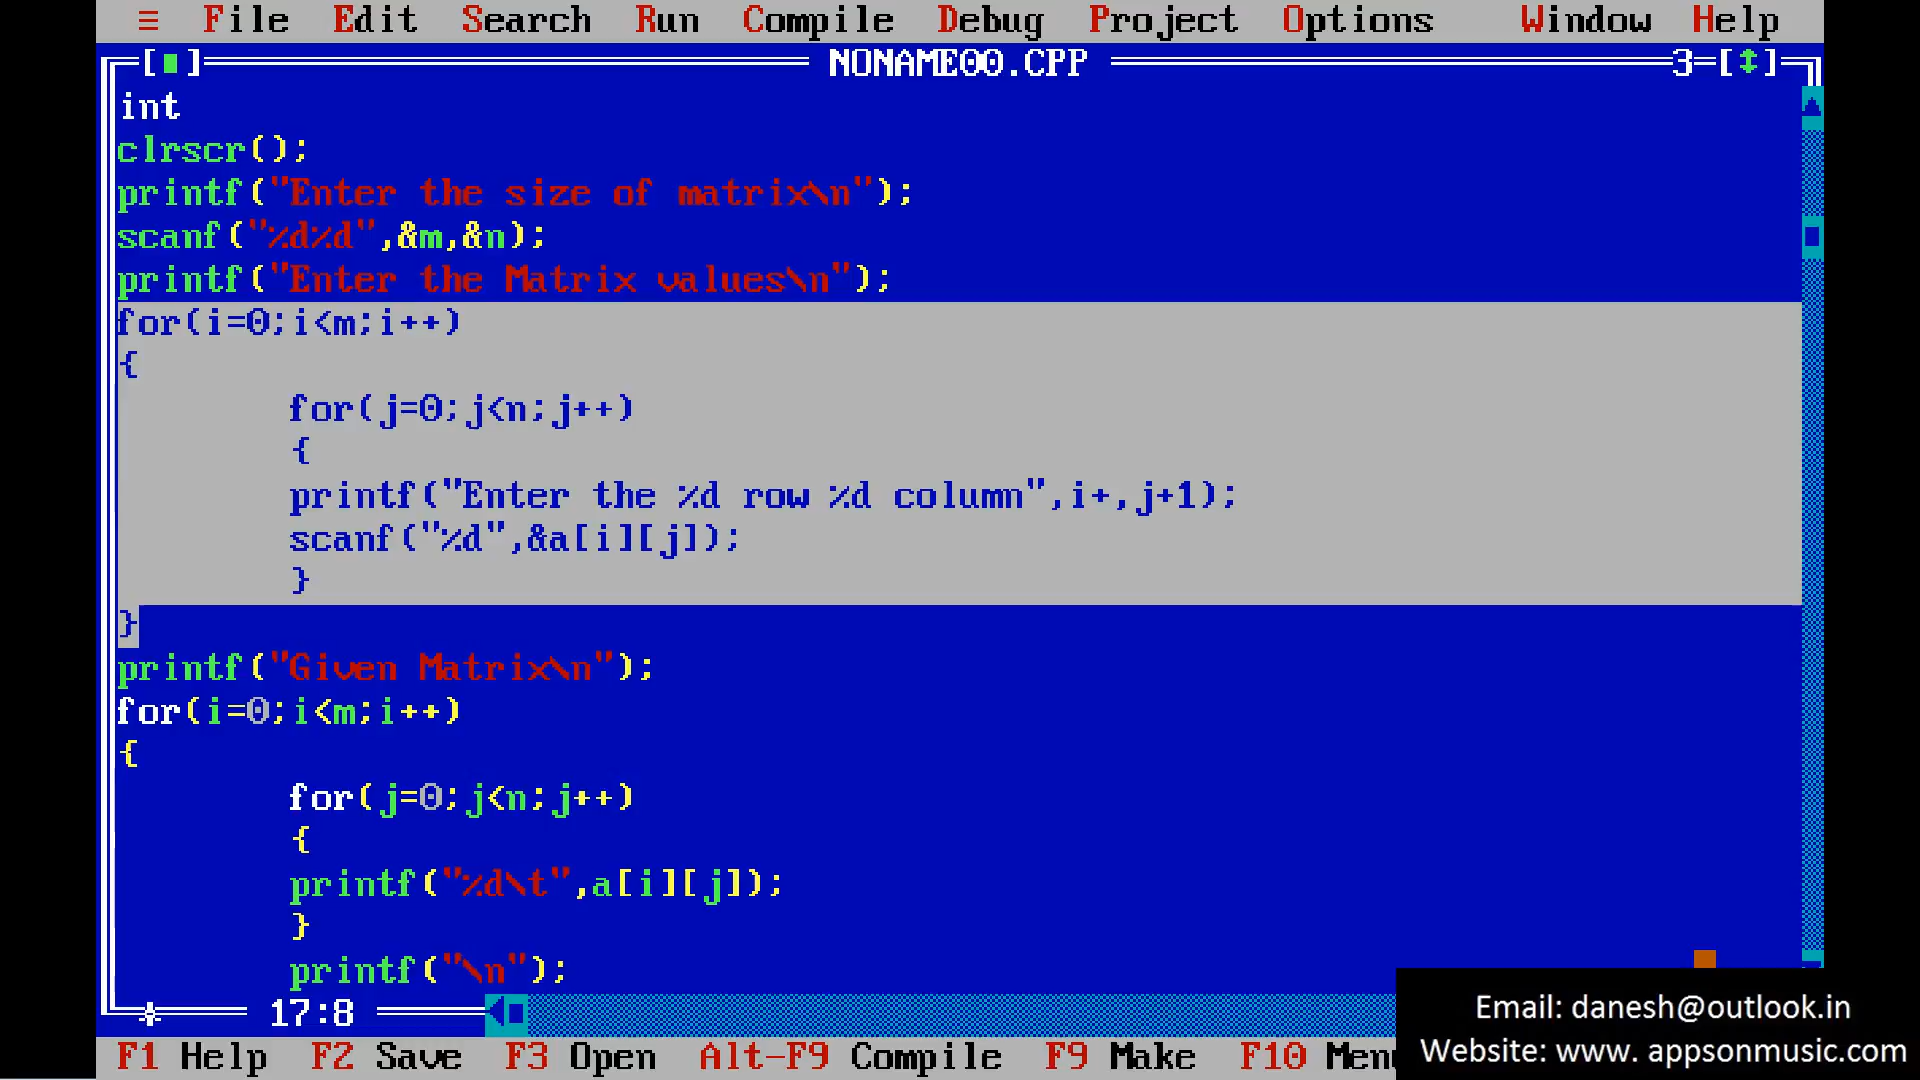 ≡ File Edit Search Run Compile Debug Project Options Window Help
[■] NONAME00.CPP 3=[↕]
int
clrscr();
printf("Enter the size of matrix\n");
scanf("%d%d",&m,&n);
printf("Enter the Matrix values\n");
for(i=0;i<m;i++)
{
for(j=0;j<n;j++)
{
printf("Enter the %d row %d column",i+,j+1);
scanf("%d",&a[i][j]);
}
}
printf("Given Matrix\n");
for(i=0;i<m;i++)
{
for(j=0;j<n;j++)
{
printf("%d\t",a[i][j]);
}
printf("\n");
17:8
F1 Help F2 Save F3 Open Alt-F9 Compile F9 Make F10 Menu
Email: danesh@outlook.in
Website: www. appsonmusic.com